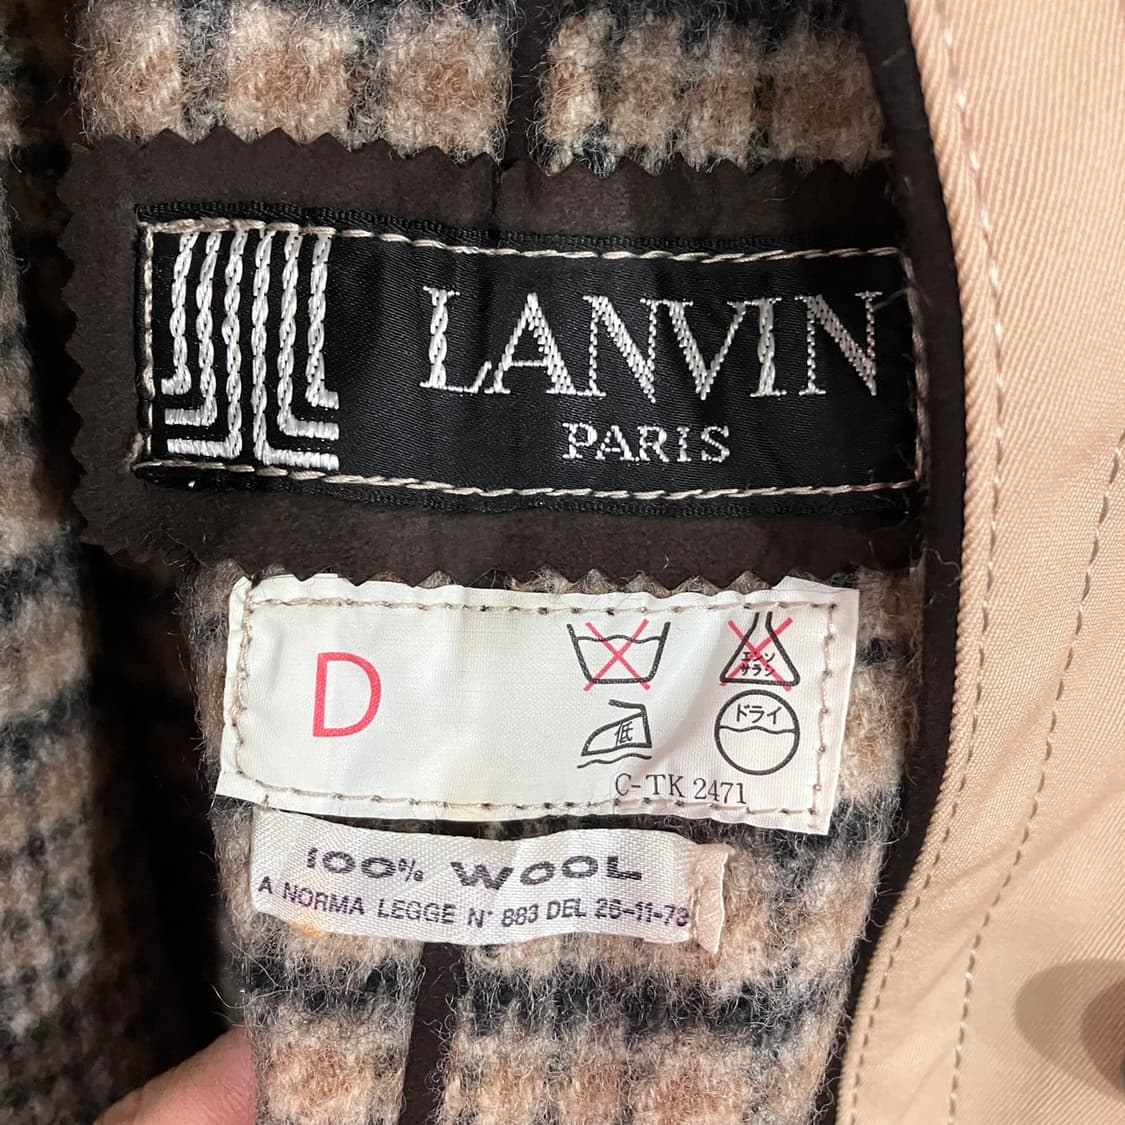 LANVIN
PARIS
D
エンソ
サラシ
低
ドライ
C-TK 2471
100% WOOL
A NORMA LEGGE N° 883 DEL 26-11-73